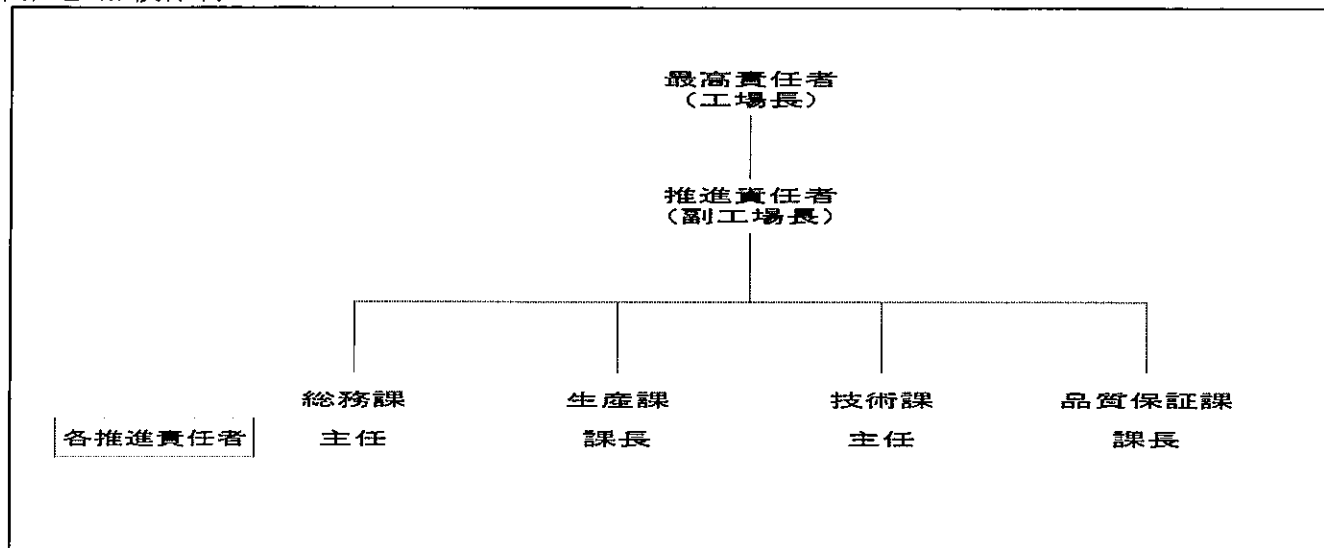 最高責任者
(工場長)
推進責任者
(副工場長)
総務課 生産課 技術課 品質保証課
各推進責任者 主任 課長 主任 課長